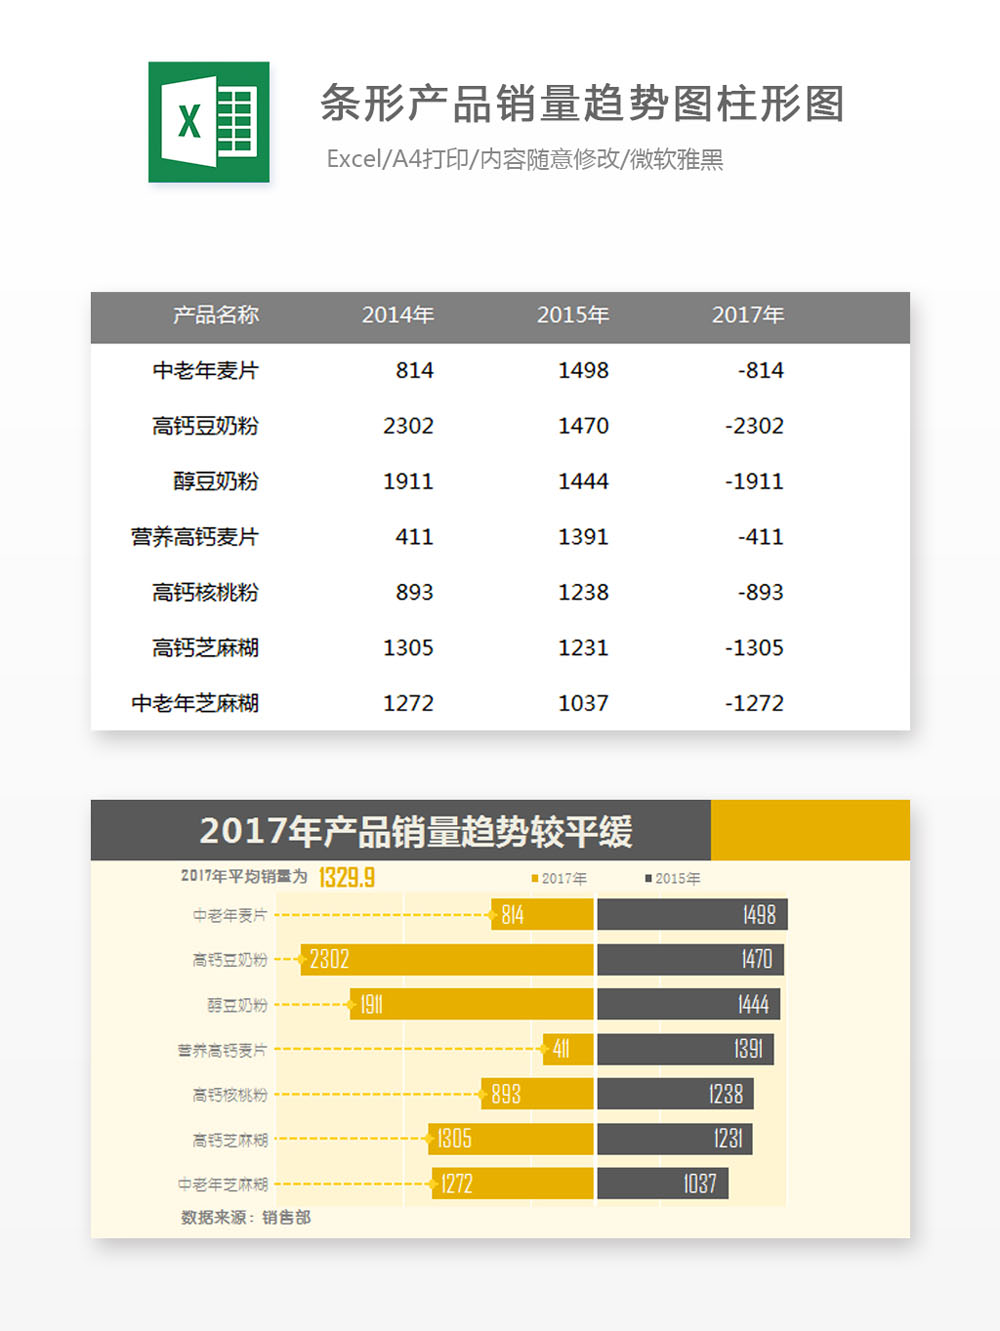 X
条形产品销量趋势图柱形图
Excel/A4打印/内容随意修改/微软雅黑
产品名称 2014年 2015年 2017年
中老年麦片 814 1498 -814
高钙豆奶粉 2302 1470 -2302
醇豆奶粉 1911 1444 -1911
营养高钙麦片 411 1391 -411
高钙核桃粉 893 1238 -893
高钙芝麻糊 1305 1231 -1305
中老年芝麻糊 1272 1037 -1272
2017年产品销量趋势较平缓
2017年平均销量为 1329.9 2017年 2015年
中老年麦片 814 1498
高钙豆奶粉 2302 1470
醇豆奶粉 1911 1444
营养高钙麦片 411 1391
高钙核桃粉 893 1238
高钙芝麻糊 1305 1231
中老年芝麻糊 1272 1037
数据来源：销售部